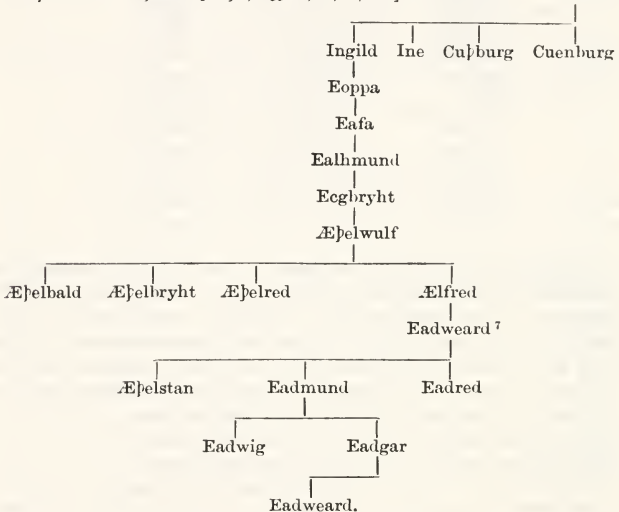 Ingild Ine Cuþburg Cuenburg
Eoppa
Eafa
Ealhmund
Ecgbryht
Æþelwulf
Æþelbald Æþelbryht Æþelred Ælfred
Eadweard 7
Æþelstan Eadmund Eadred
Eadwig Eadgar
Eadweard.